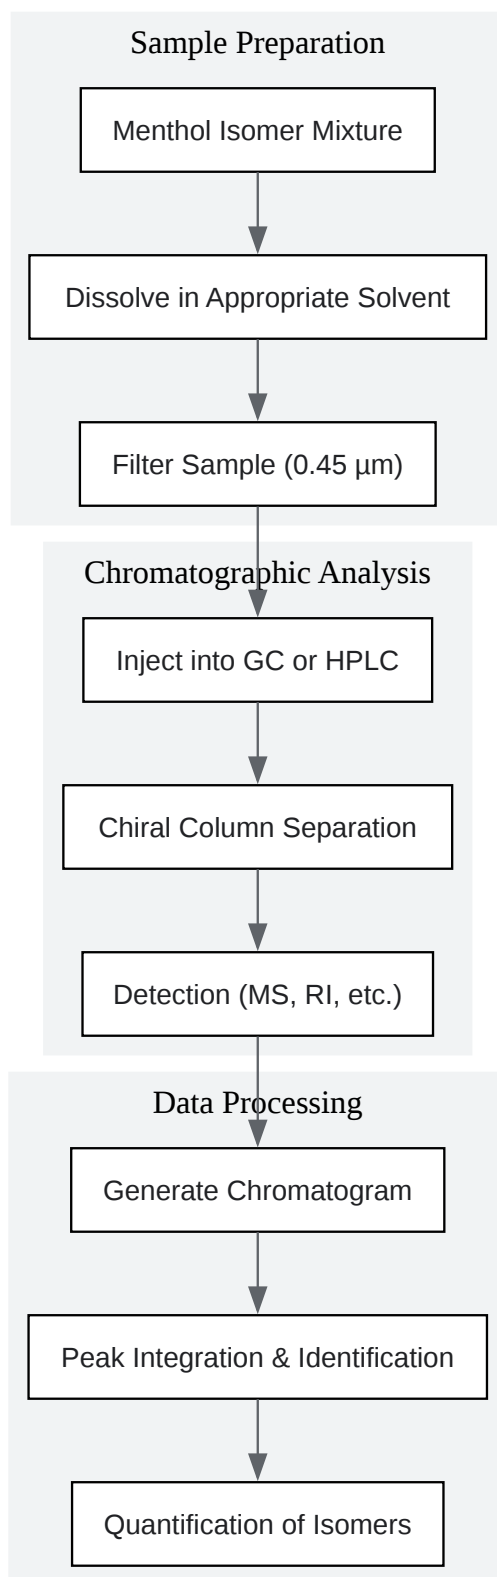 Sample Preparation
Menthol Isomer Mixture
Dissolve in Appropriate Solvent
Filter Sample (0.45 µm)
Chromatographic Analysis
Inject into GC or HPLC
Chiral Column Separation
Detection (MS, RI, etc.)
Data Processing
Generate Chromatogram
Peak Integration & Identification
Quantification of Isomers